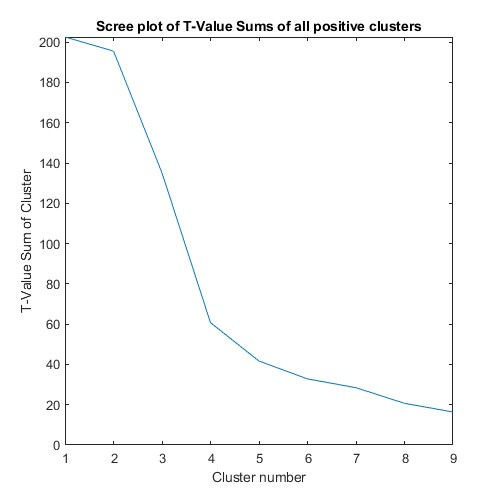 Scree plot of T-Value Sums of all positive clusters
200
180
160
140
120
100
80
60
40
20
0
T-Value Sum of Cluster
1 2 3 4 5 6 7 8 9
Cluster number